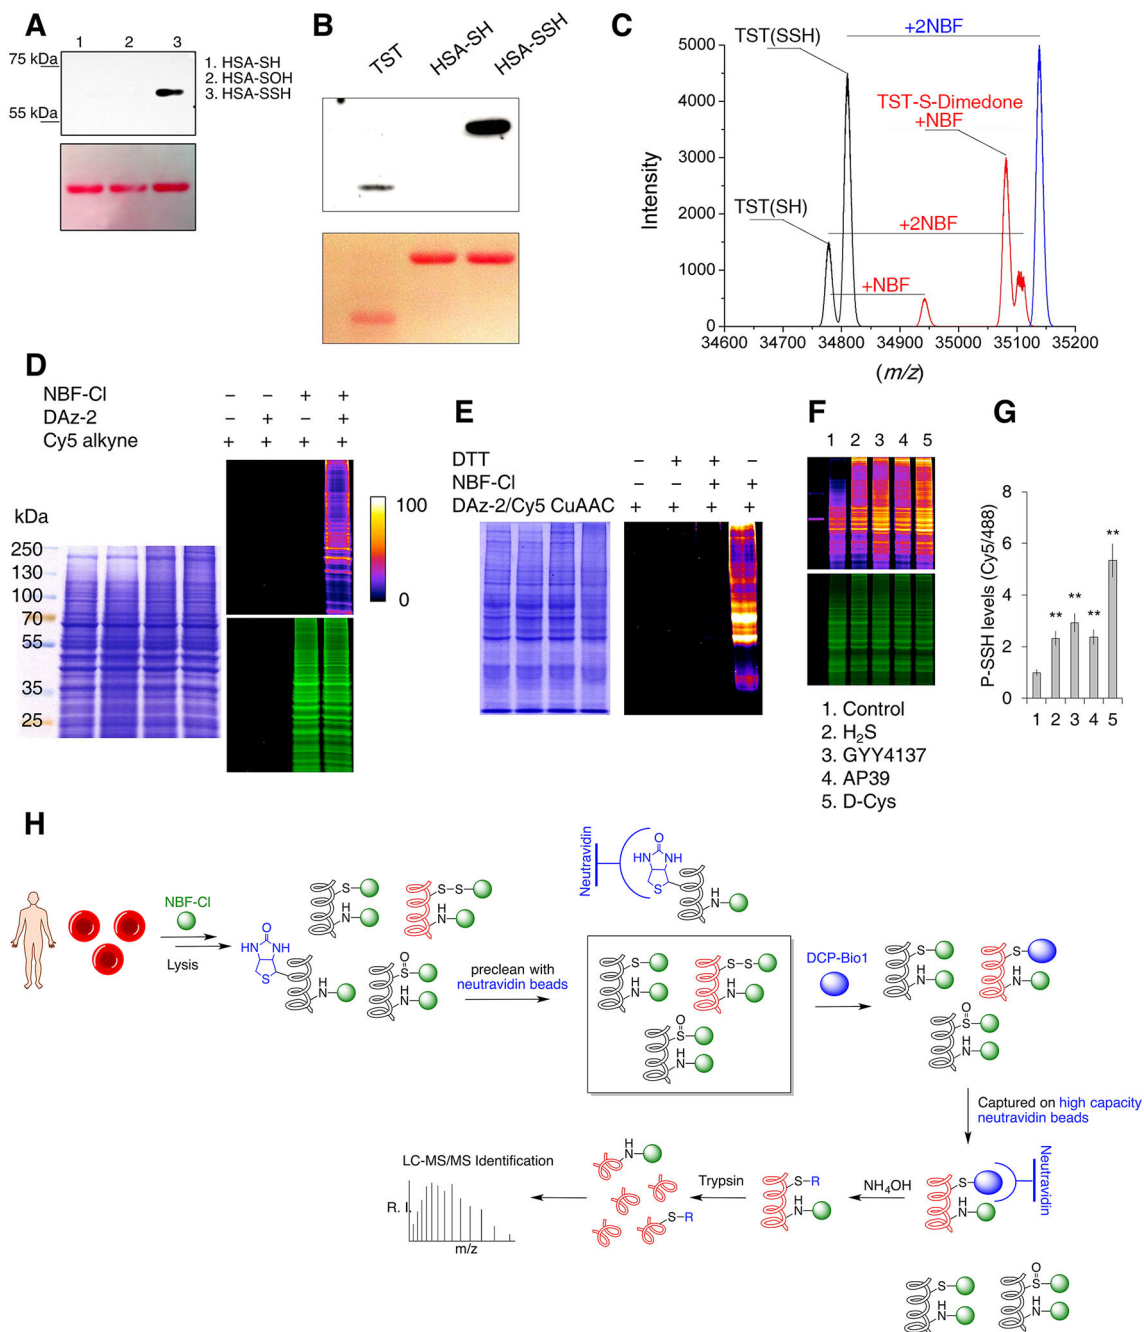 A
1 2 3
75 kDa
55 kDa
1. HSA-SH
2. HSA-SOH
3. HSA-SSH
B
TST
HSA-SH
HSA-SSH
C
+2NBF
TST(SSH)
TST-S-Dimedone
+NBF
TST(SH)
+2NBF
+NBF
Intensity
5000
4000
3000
2000
1000
0
34600 34700 34800 34900 35000 35100 35200
(m/z)
D
NBF-Cl – – + +
DAz-2 – + – +
Cy5 alkyne + + + +
100
0
kDa
250
130
100
70
55
35
25
E
DTT – + + –
NBF-Cl – – + +
DAz-2/Cy5 CuAAC + + + +
F
1 2 3 4 5
1. Control
2. H₂S
3. GYY4137
4. AP39
5. D-Cys
G
P-SSH levels (Cy5/488)
8
6
4
2
0
** ** ** **
1 2 3 4 5
H
NBF-Cl
Lysis
O
HN NH
S
H
N
S
H
N
S–S
H
N
O
S
H
N
preclean with
neutravidin beads
Neutravidin
O
HN NH
S
H
N
S
H
N
S–S
H
N
O
S
H
N
DCP-Bio1
S
H
N
S
H
N
O
S
H
N
Captured on high capacity
neutravidin beads
Neutravidin
S
H
N
S
H
N
O
S
H
N
NH₄OH
S–R
H
N
Trypsin
H
N
S–R
LC-MS/MS Identification
R. I.
m/z